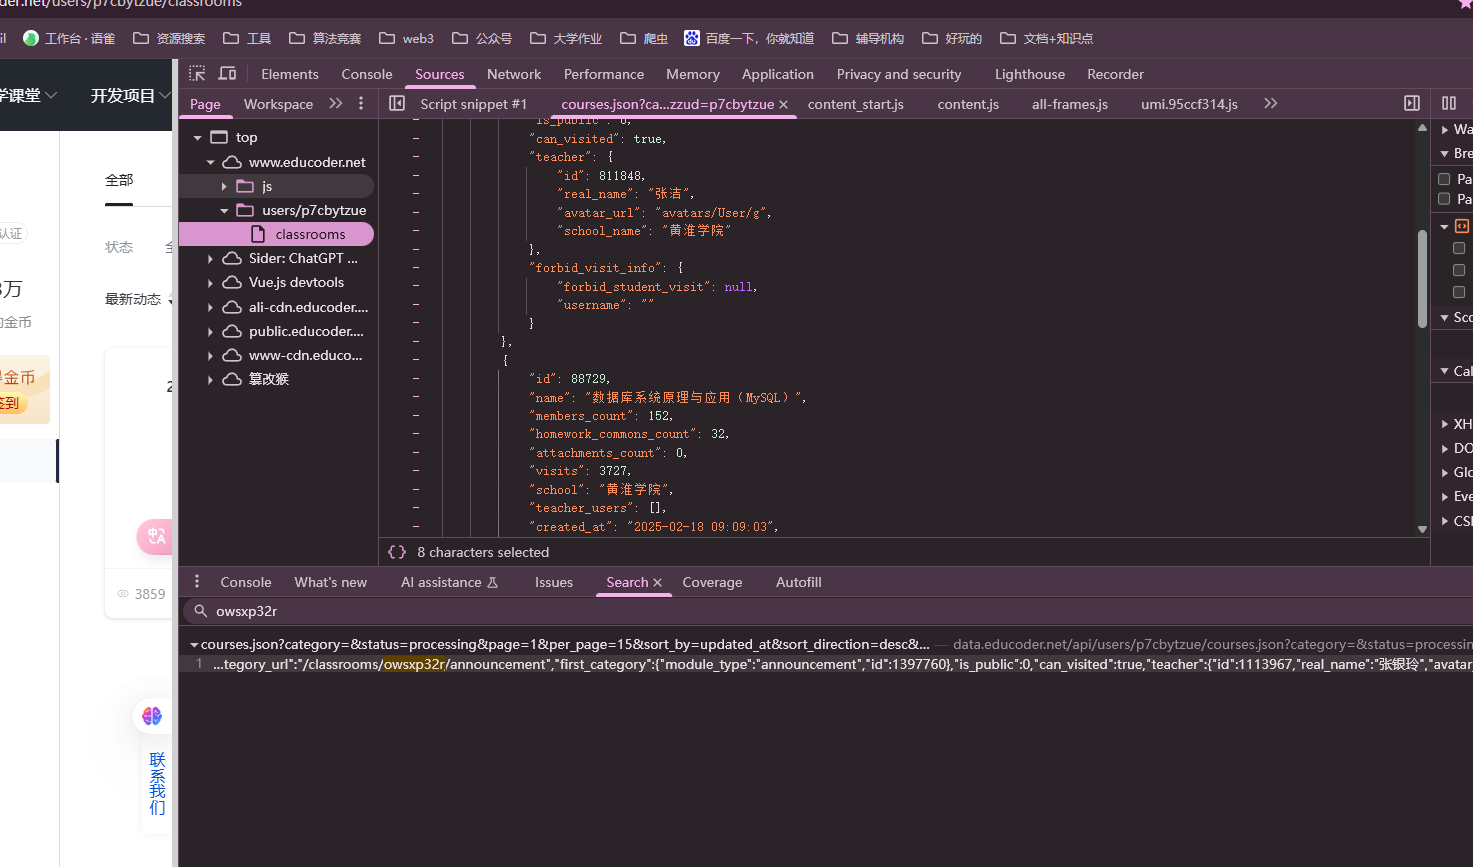 der.net/users/p7cbytzue/classrooms
il 工作台 · 语雀 资源搜索 工具 算法竞赛 web3 公众号 大学作业 爬虫 百度一下，你就知道 辅导机构 好玩的 文档+知识点
学课堂 开发项目
全部
认证
状态
万
最新动态
的金币
金币
签到
3859
联系我们
Elements Console Sources Network Performance Memory Application Privacy and security Lighthouse Recorder
Page Workspace
Script snippet #1 courses.json?ca...zzud=p7cbytzue × content_start.js content.js all-frames.js umi.95ccf314.js
top
www.educoder.net
js
users/p7cbytzue
classrooms
Sider: ChatGPT ...
Vue.js devtools
ali-cdn.educoder....
public.educoder....
www-cdn.educo...
篡改猴
"is_public": 0,
"can_visited": true,
"teacher": {
"id": 811848,
"real_name": "张洁",
"avatar_url": "avatars/User/g",
"school_name": "黄淮学院"
},
"forbid_visit_info": {
"forbid_student_visit": null,
"username": ""
}
},
{
"id": 88729,
"name": "数据库系统原理与应用（MySQL）",
"members_count": 152,
"homework_commons_count": 32,
"attachments_count": 0,
"visits": 3727,
"school": "黄淮学院",
"teacher_users": [],
"created_at": "2025-02-18 09:09:03",
{} 8 characters selected
Wa
Bre
Pa
Pa
Sco
Cal
XH
DO
Glo
Eve
CSI
Console What's new AI assistance Issues Search × Coverage Autofill
owsxp32r
courses.json?category=&status=processing&page=1&per_page=15&sort_by=updated_at&sort_direction=desc&... — data.educoder.net/api/users/p7cbytzue/courses.json?category=&status=processin
1 ...tegory_url":"/classrooms/owsxp32r/announcement","first_category":{"module_type":"announcement","id":1397760},"is_public":0,"can_visited":true,"teacher":{"id":1113967,"real_name":"张银玲","avatar_